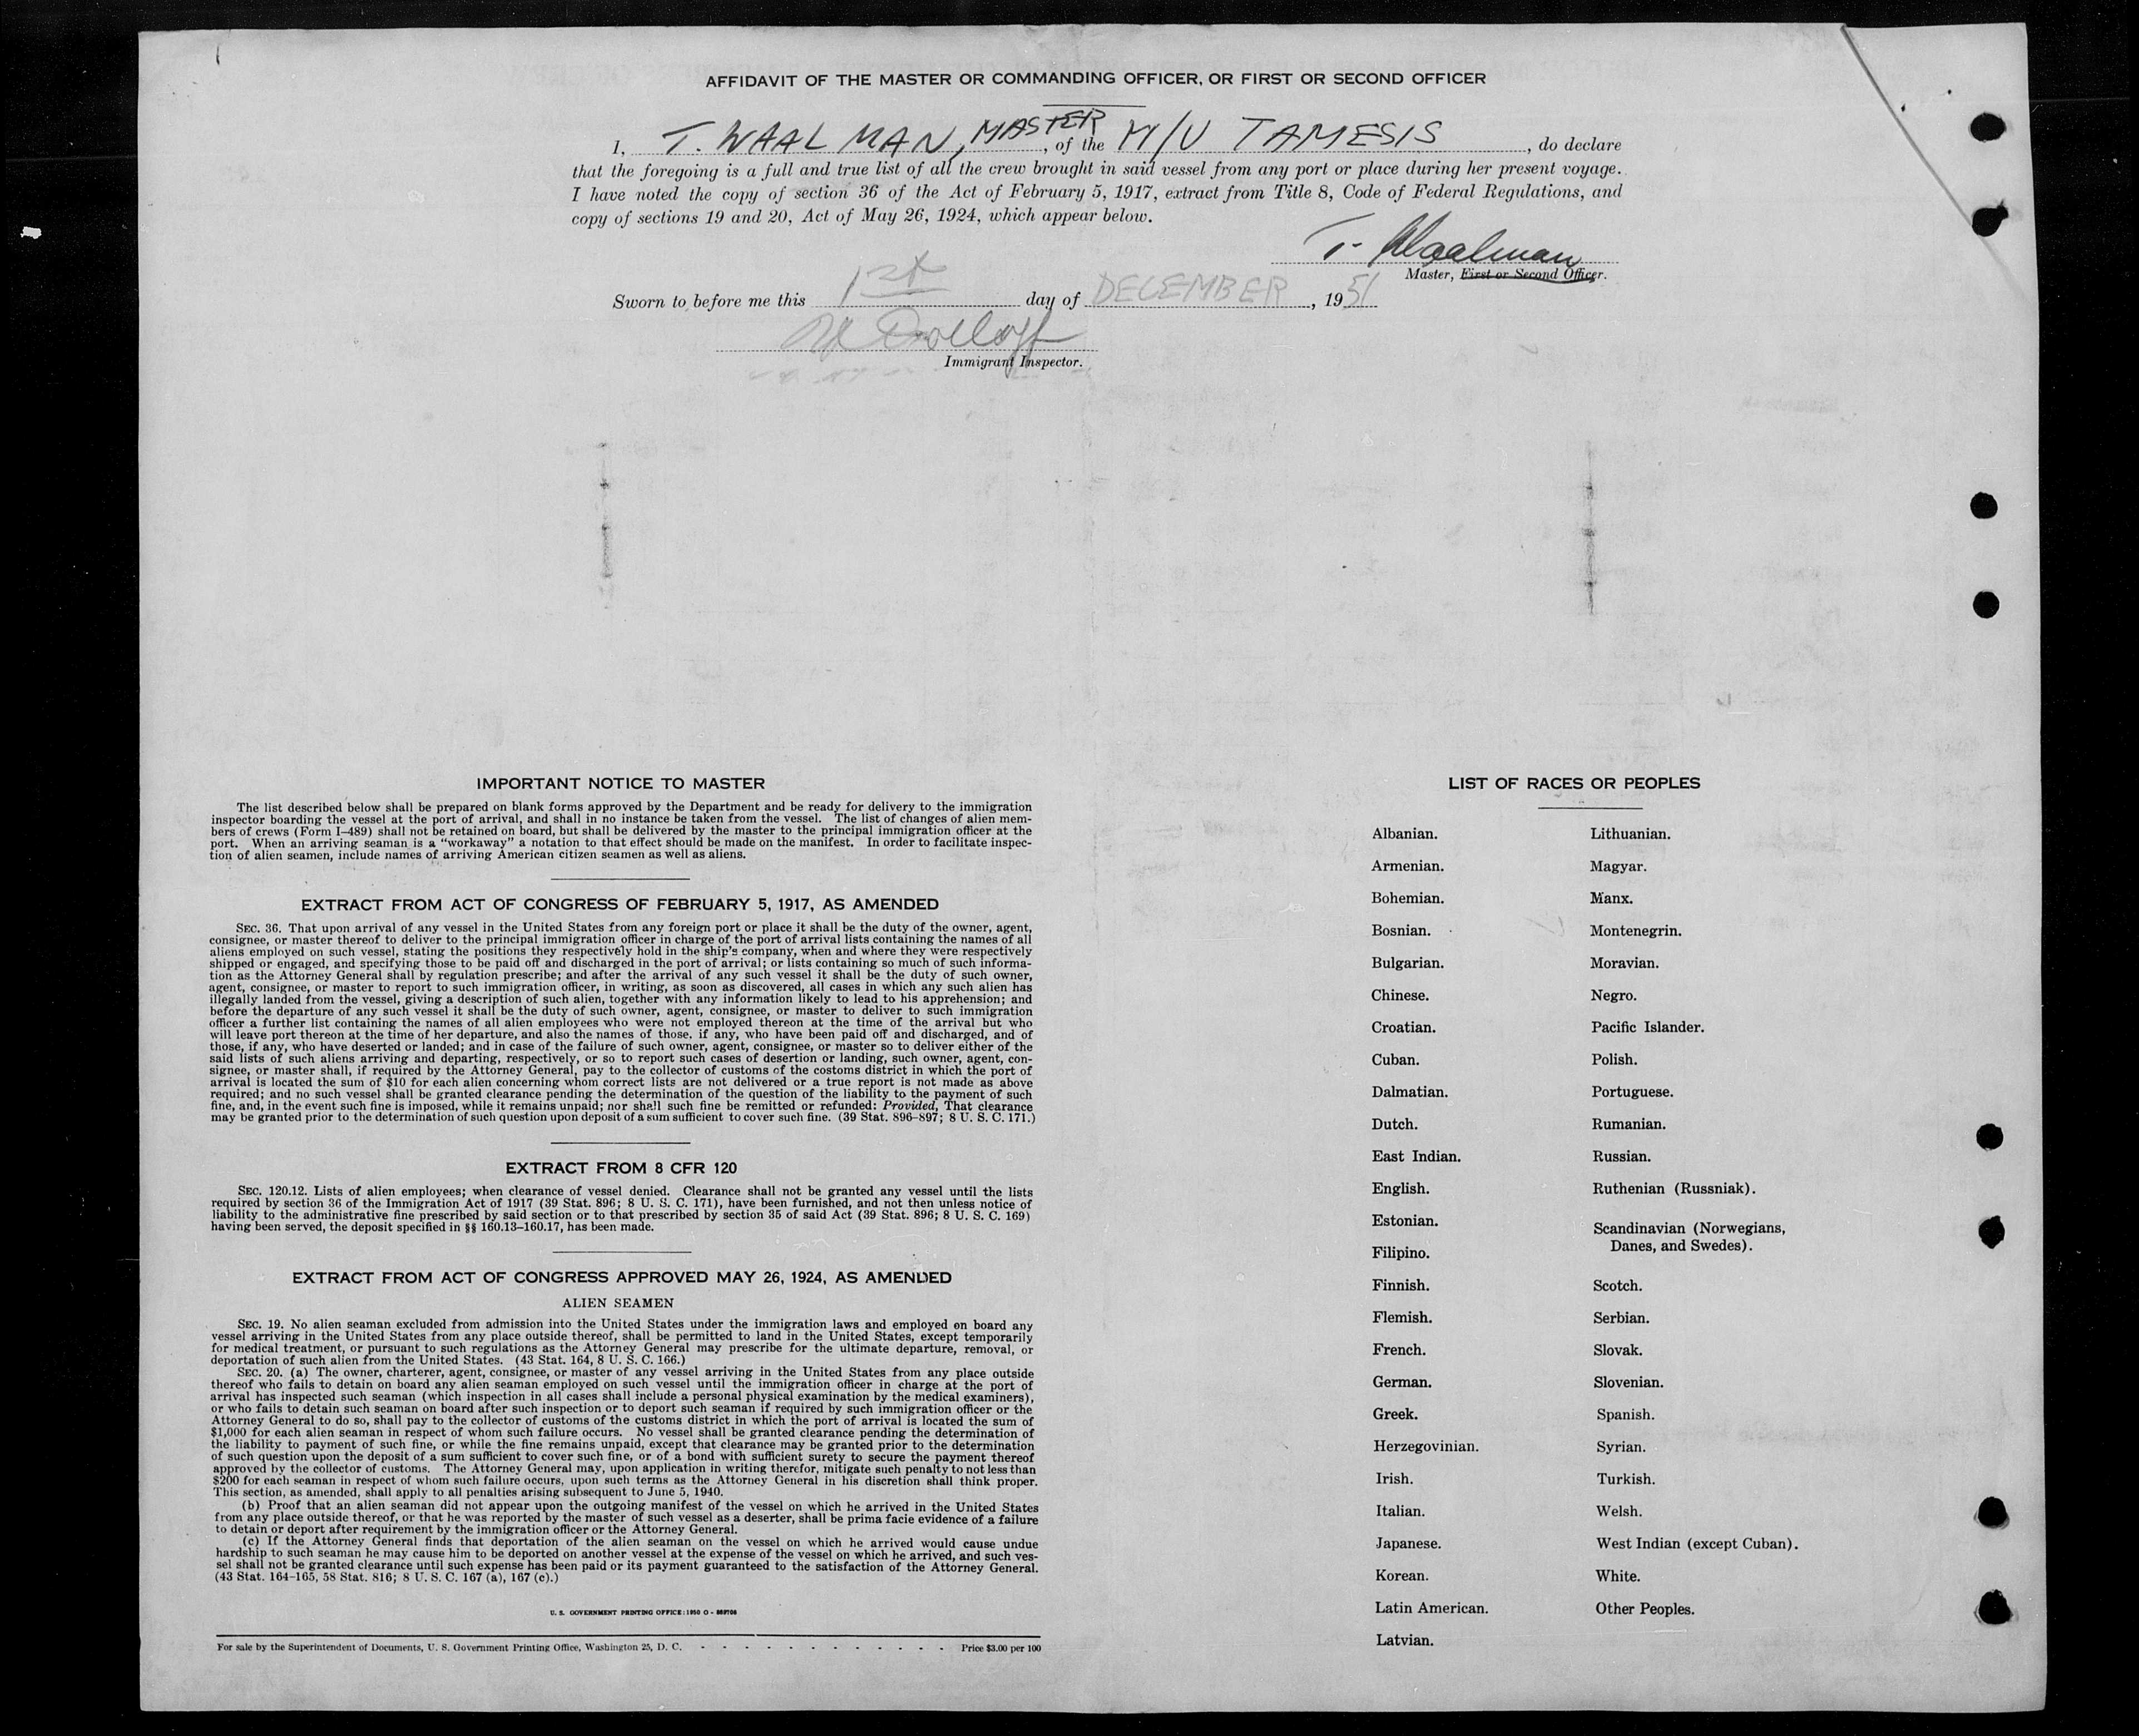 AFFIDAVIT OF THE MASTER OR COMMANDING OFFICER, OR FIRST OR SECOND OFFICER
I, T. WAALMAN, MASTER, of the M/V TAMESIS, do declare
that the foregoing is a full and true list of all the crew brought in said vessel from any port or place during her present voyage.
I have noted the copy of section 36 of the Act of February 5, 1917, extract from Title 8, Code of Federal Regulations, and
copy of sections 19 and 20, Act of May 26, 1924, which appear below.
T. Waalman
Master, First or Second Officer.
Sworn to before me this 1st day of DECEMBER, 1951
Immigrant Inspector.
IMPORTANT NOTICE TO MASTER
The list described below shall be prepared on blank forms approved by the Department and be ready for delivery to the immigration
inspector boarding the vessel at the port of arrival, and shall in no instance be taken from the vessel. The list of changes of alien mem-
bers of crews (Form I-489) shall not be retained on board, but shall be delivered by the master to the principal immigration officer at the
port. When an arriving seaman is a "workaway" a notation to that effect should be made on the manifest. In order to facilitate inspec-
tion of alien seamen, include names of arriving American citizen seamen as well as aliens.
EXTRACT FROM ACT OF CONGRESS OF FEBRUARY 5, 1917, AS AMENDED
SEC. 36. That upon arrival of any vessel in the United States from any foreign port or place it shall be the duty of the owner, agent,
consignee, or master thereof to deliver to the principal immigration officer in charge of the port of arrival lists containing the names of all
aliens employed on such vessel, stating the positions they respectively hold in the ship's company, when and where they were respectively
shipped or engaged, and specifying those to be paid off and discharged in the port of arrival; or lists containing so much of such informa-
tion as the Attorney General shall by regulation prescribe; and after the arrival of any such vessel it shall be the duty of such owner,
agent, consignee, or master to report to such immigration officer, in writing, as soon as discovered, all cases in which any such alien has
illegally landed from the vessel, giving a description of such alien, together with any information likely to lead to his apprehension; and
before the departure of any such vessel it shall be the duty of such owner, agent, consignee, or master to deliver to such immigration
officer a further list containing the names of all alien employees who were not employed thereon at the time of the arrival but who
will leave port thereon at the time of her departure, and also the names of those, if any, who have been paid off and discharged, and of
those, if any, who have deserted or landed; and in case of the failure of such owner, agent, consignee, or master so to deliver either of the
said lists of such aliens arriving and departing, respectively, or so to report such cases of desertion or landing, such owner, agent, con-
signee, or master shall, if required by the Attorney General, pay to the collector of customs of the costoms district in which the port of
arrival is located the sum of $10 for each alien concerning whom correct lists are not delivered or a true report is not made as above
required; and no such vessel shall be granted clearance pending the determination of the question of the liability to the payment of such
fine, and, in the event such fine is imposed, while it remains unpaid; nor shall such fine be remitted or refunded: Provided, That clearance
may be granted prior to the determination of such question upon deposit of a sum sufficient to cover such fine. (39 Stat. 896-897; 8 U. S. C. 171.)
EXTRACT FROM 8 CFR 120
SEC. 120.12. Lists of alien employees; when clearance of vessel denied. Clearance shall not be granted any vessel until the lists
required by section 36 of the Immigration Act of 1917 (39 Stat. 896; 8 U. S. C. 171), have been furnished, and not then unless notice of
liability to the administrative fine prescribed by said section or to that prescribed by section 35 of said Act (39 Stat. 896; 8 U. S. C. 169)
having been served, the deposit specified in §§ 160.13-160.17, has been made.
EXTRACT FROM ACT OF CONGRESS APPROVED MAY 26, 1924, AS AMENDED
ALIEN SEAMEN
SEC. 19. No alien seaman excluded from admission into the United States under the immigration laws and employed on board any
vessel arriving in the United States from any place outside thereof, shall be permitted to land in the United States, except temporarily
for medical treatment, or pursuant to such regulations as the Attorney General may prescribe for the ultimate departure, removal, or
deportation of such alien from the United States. (43 Stat. 164, 8 U. S. C. 166.)
SEC. 20. (a) The owner, charterer, agent, consignee, or master of any vessel arriving in the United States from any place outside
thereof who fails to detain on board any alien seaman employed on such vessel until the immigration officer in charge at the port of
arrival has inspected such seaman (which inspection in all cases shall include a personal physical examination by the medical examiners),
or who fails to detain such seaman on board after such inspection or to deport such seaman if required by such immigration officer or the
Attorney General to do so, shall pay to the collector of customs of the customs district in which the port of arrival is located the sum of
$1,000 for each alien seaman in respect of whom such failure occurs. No vessel shall be granted clearance pending the determination of
the liability to payment of such fine, or while the fine remains unpaid, except that clearance may be granted prior to the determination
of such question upon the deposit of a sum sufficient to cover such fine, or of a bond with sufficient surety to secure the payment thereof
approved by the collector of customs. The Attorney General may, upon application in writing therefor, mitigate such penalty to not less than
$200 for each seaman in respect of whom such failure occurs, upon such terms as the Attorney General in his discretion shall think proper.
This section, as amended, shall apply to all penalties arising subsequent to June 5, 1940.
(b) Proof that an alien seaman did not appear upon the outgoing manifest of the vessel on which he arrived in the United States
from any place outside thereof, or that he was reported by the master of such vessel as a deserter, shall be prima facie evidence of a failure
to detain or deport after requirement by the immigration officer or the Attorney General.
(c) If the Attorney General finds that deportation of the alien seaman on the vessel on which he arrived would cause undue
hardship to such seaman he may cause him to be deported on another vessel at the expense of the vessel on which he arrived, and such ves-
sel shall not be granted clearance until such expense has been paid or its payment guaranteed to the satisfaction of the Attorney General.
(43 Stat. 164-165, 58 Stat. 816; 8 U. S. C. 167 (a), 167 (c).)
U. S. GOVERNMENT PRINTING OFFICE: 1950 O -
For sale by the Superintendent of Documents, U. S. Government Printing Office, Washington 25, D. C. - - - - - - - - - - - - Price $3.00 per 100
LIST OF RACES OR PEOPLES
Albanian.
Armenian.
Bohemian.
Bosnian.
Bulgarian.
Chinese.
Croatian.
Cuban.
Dalmatian.
Dutch.
East Indian.
English.
Estonian.
Filipino.
Finnish.
Flemish.
French.
German.
Greek.
Herzegovinian.
Irish.
Italian.
Japanese.
Korean.
Latin American.
Latvian.
Lithuanian.
Magyar.
Manx.
Montenegrin.
Moravian.
Negro.
Pacific Islander.
Polish.
Portuguese.
Rumanian.
Russian.
Ruthenian (Russniak).
Scandinavian (Norwegians,
Danes, and Swedes).
Scotch.
Serbian.
Slovak.
Slovenian.
Spanish.
Syrian.
Turkish.
Welsh.
West Indian (except Cuban).
White.
Other Peoples.